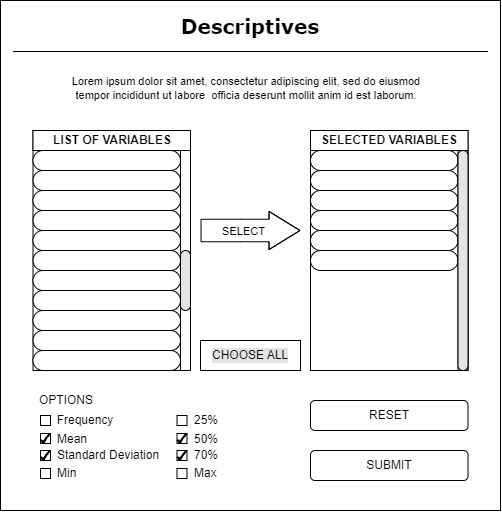 Descriptives
Lorem ipsum dolor sit amet, consectetur adipiscing elit, sed do eiusmod
tempor incididunt ut labore  officia deserunt mollit anim id est laborum.
LIST OF VARIABLES
SELECTED VARIABLES
SELECT
CHOOSE ALL
OPTIONS
Frequency
25%
Mean
50%
Standard Deviation
70%
Min
Max
RESET
SUBMIT